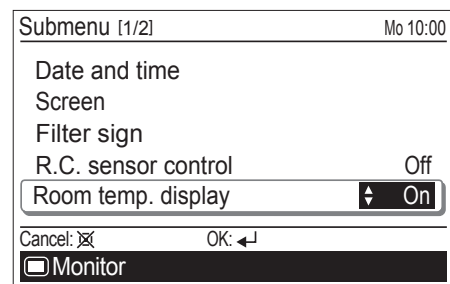 Submenu [1/2] Mo 10:00
Date and time
Screen
Filter sign
R.C. sensor control Off
Room temp. display On
Cancel: OK:
Monitor